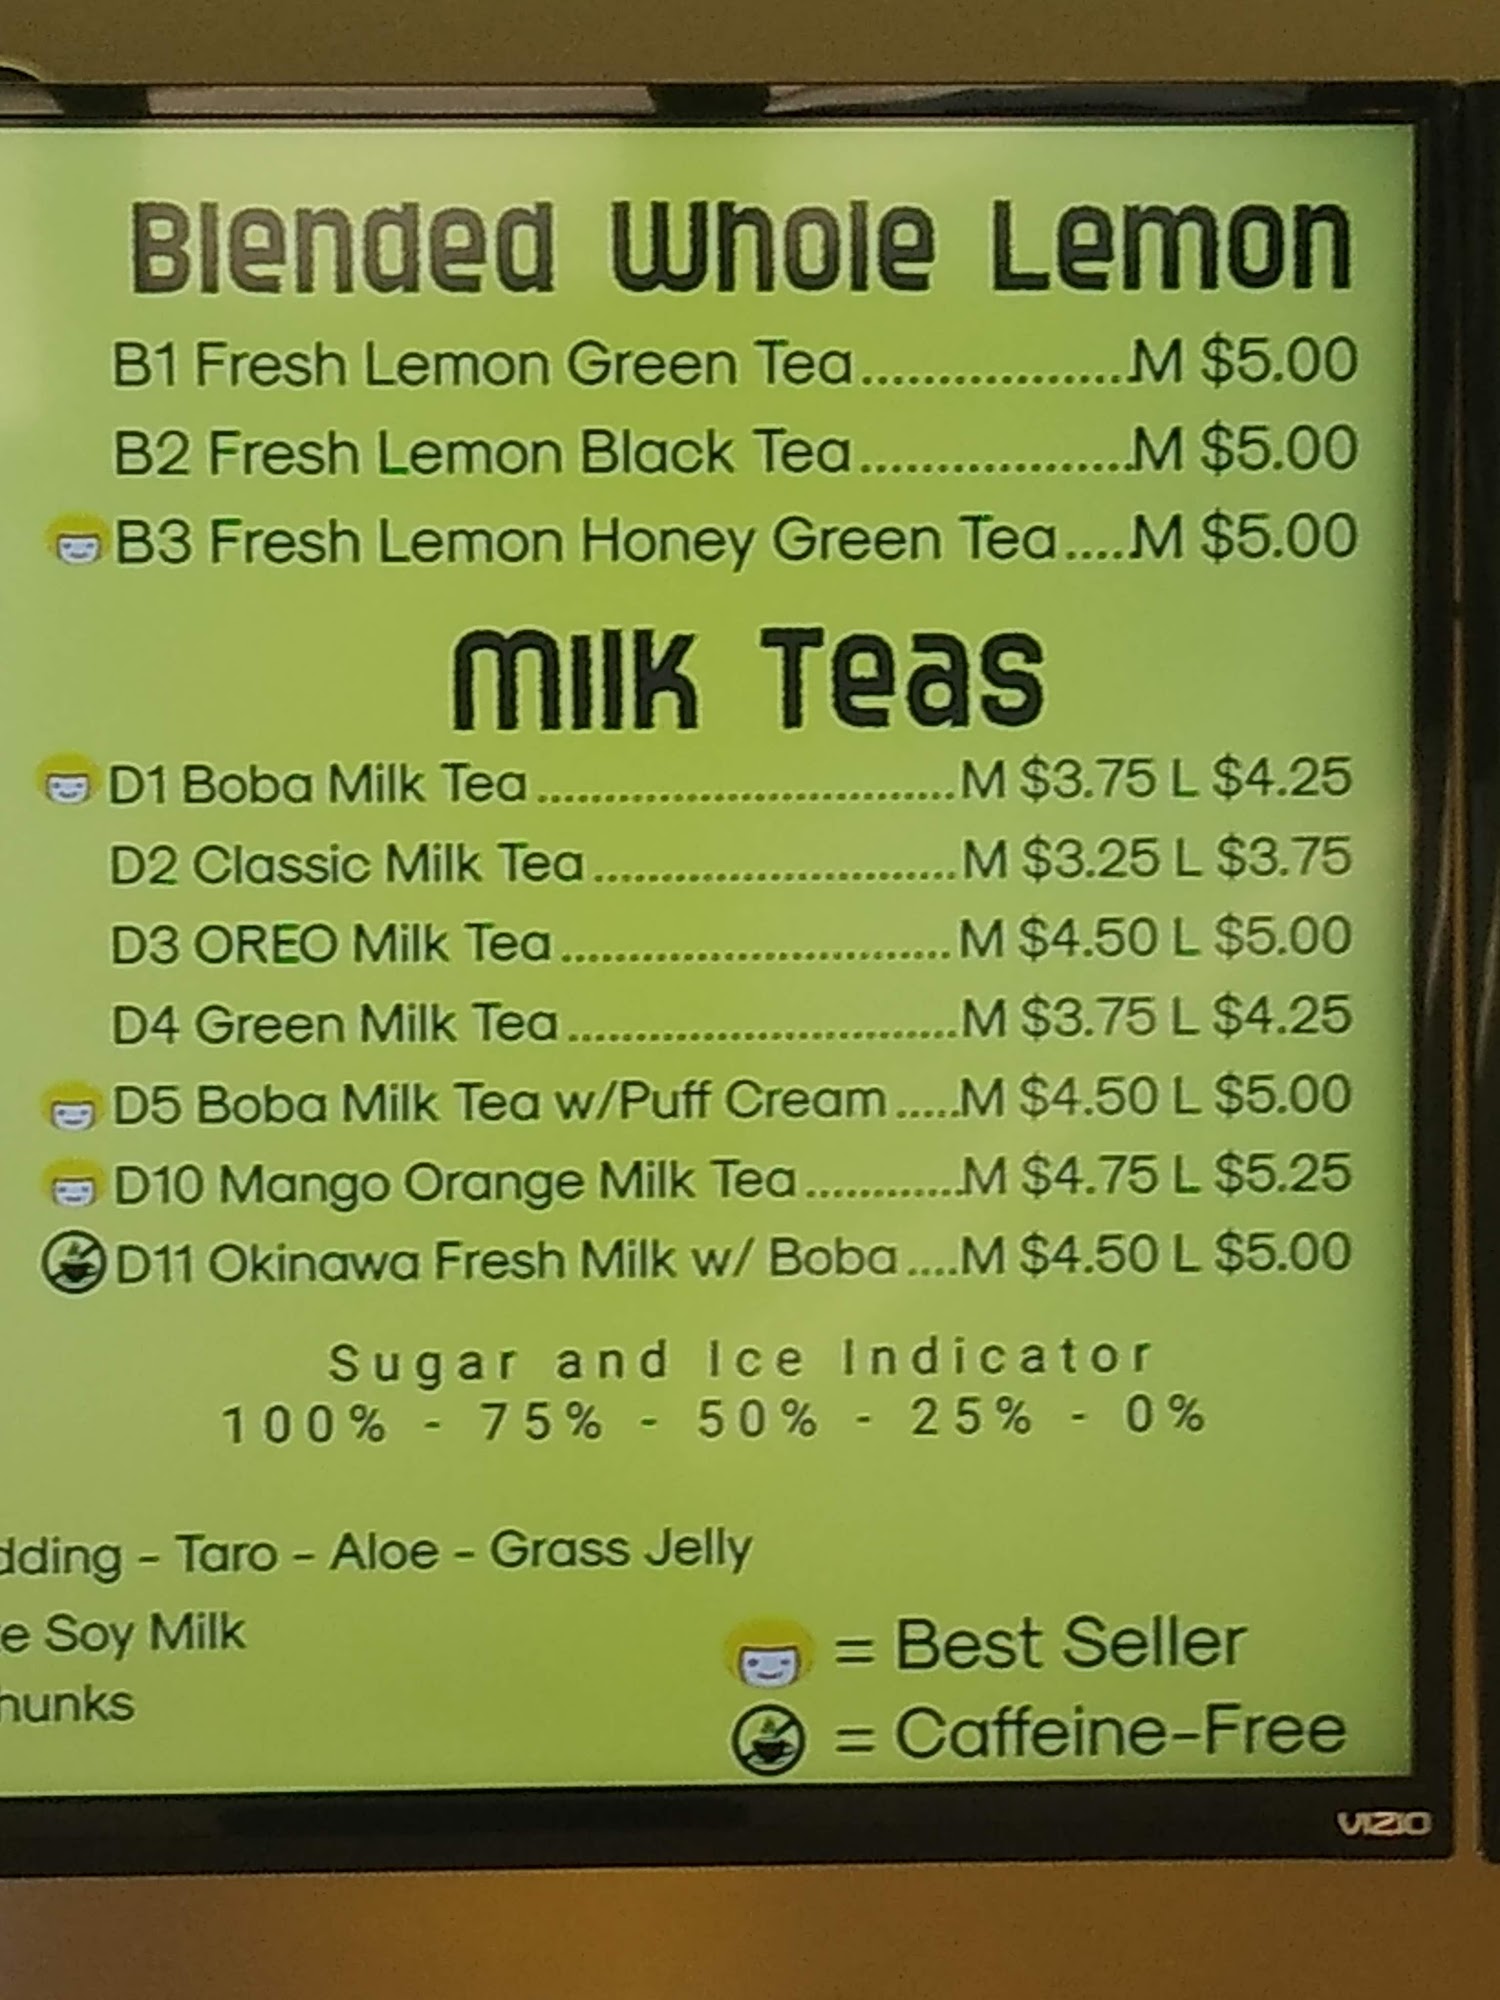 Blended Whole Lemon
B1 Fresh Lemon Green Tea.................M $5.00
B2 Fresh Lemon Black Tea..................M $5.00
B3 Fresh Lemon Honey Green Tea....M $5.00
Milk Teas
D1 Boba Milk Tea...............................M $3.75 L $4.25
D2 Classic Milk Tea...........................M $3.25 L $3.75
D3 OREO Milk Tea.............................M $4.50 L $5.00
D4 Green Milk Tea.............................M $3.75 L $4.25
D5 Boba Milk Tea w/Puff Cream.....M $4.50 L $5.00
D10 Mango Orange Milk Tea............M $4.75 L $5.25
D11 Okinawa Fresh Milk w/ Boba....M $4.50 L $5.00
Sugar and Ice Indicator
100% - 75% - 50% - 25% - 0%
dding - Taro - Aloe - Grass Jelly
e Soy Milk
hunks
= Best Seller
= Caffeine-Free
VIZIO